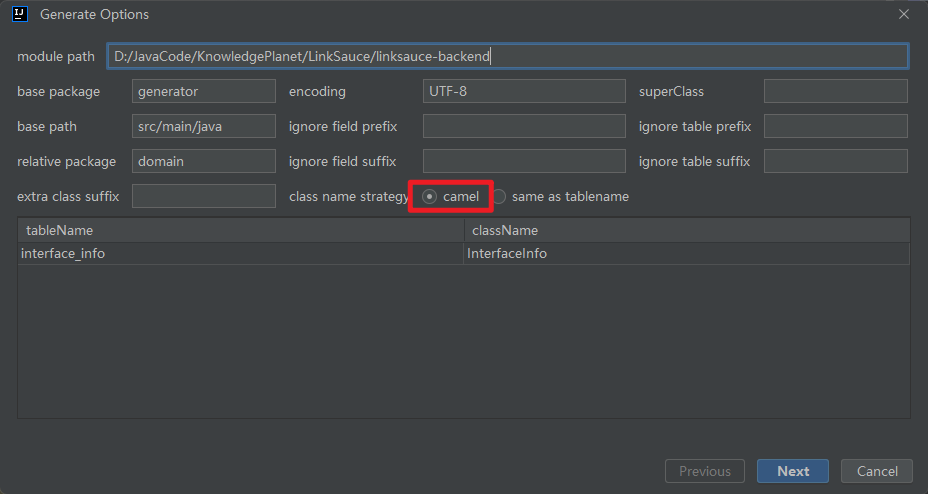 IJ Generate Options
module path D:/JavaCode/KnowledgePlanet/LinkSauce/linksauce-backend
base package generator encoding UTF-8 superClass
base path src/main/java ignore field prefix ignore table prefix
relative package domain ignore field suffix ignore table suffix
extra class suffix class name strategy camel same as tablename
tableName className
interface_info InterfaceInfo
Previous Next Cancel